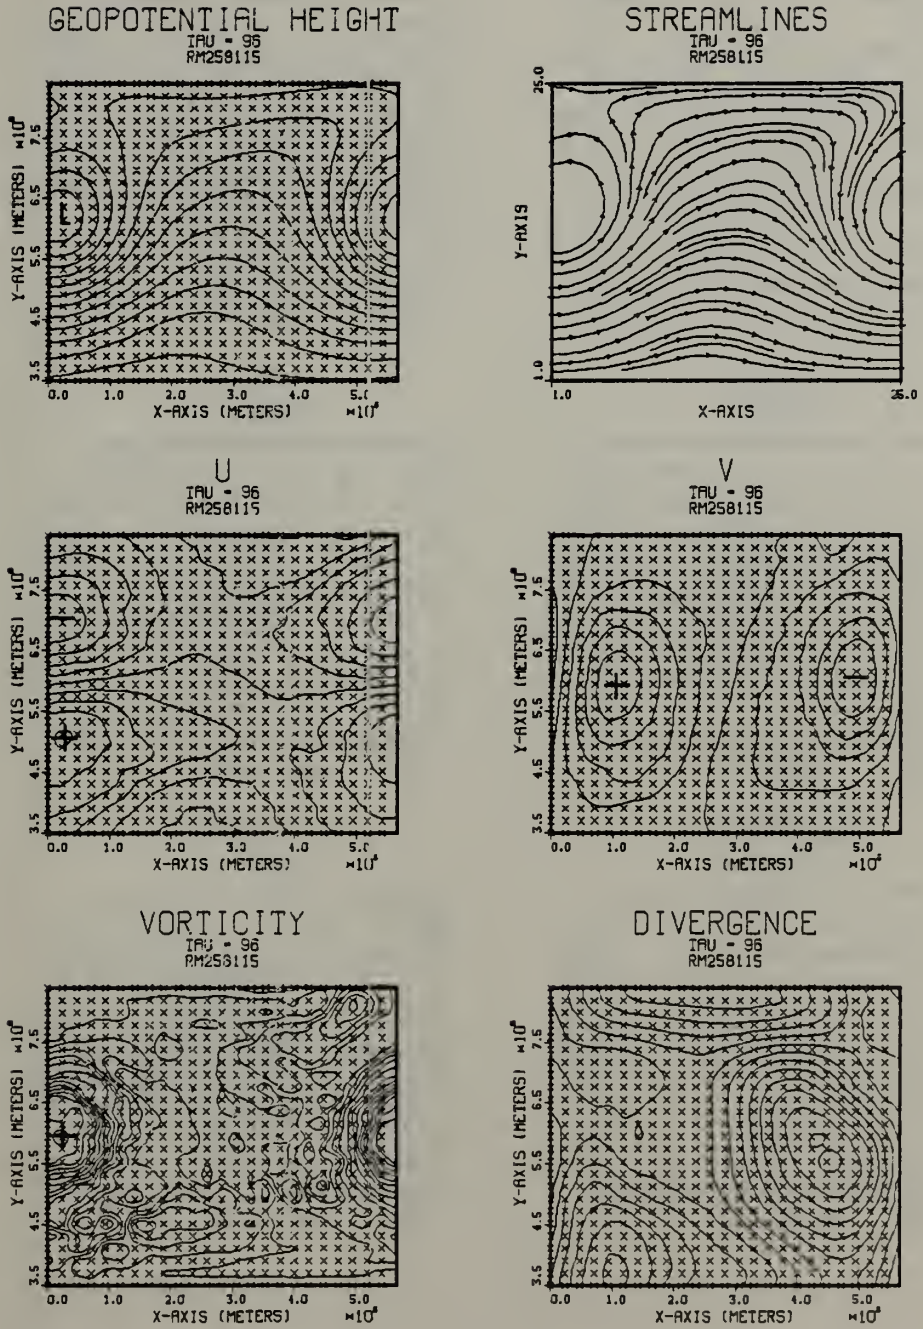 GEOPOTENTIAL HEIGHT
TAU = 96
RM258115
Y-AXIS (METERS) ×10⁶
7.5
6.5
5.5
4.5
3.5
0.0 1.0 2.0 3.0 4.0 5.0
X-AXIS (METERS) ×10⁶
STREAMLINES
TAU = 96
RM258115
25.0
Y-AXIS
1.0
1.0 25.0
X-AXIS
U
TAU = 96
RM258115
Y-AXIS (METERS) ×10⁶
7.5
6.5
5.5
4.5
3.5
0.0 1.0 2.0 3.0 4.0 5.0
X-AXIS (METERS) ×10⁶
V
TAU = 96
RM258115
Y-AXIS (METERS) ×10⁶
7.5
6.5
5.5
4.5
3.5
0.0 1.0 2.0 3.0 4.0 5.0
X-AXIS (METERS) ×10⁶
VORTICITY
TAU = 96
RM258115
Y-AXIS (METERS) ×10⁶
7.5
6.5
5.5
4.5
3.5
0.0 1.0 2.0 3.0 4.0 5.0
X-AXIS (METERS) ×10⁶
DIVERGENCE
TAU = 96
RM258115
Y-AXIS (METERS) ×10⁶
7.5
6.5
5.5
4.5
3.5
0.0 1.0 2.0 3.0 4.0 5.0
X-AXIS (METERS) ×10⁶